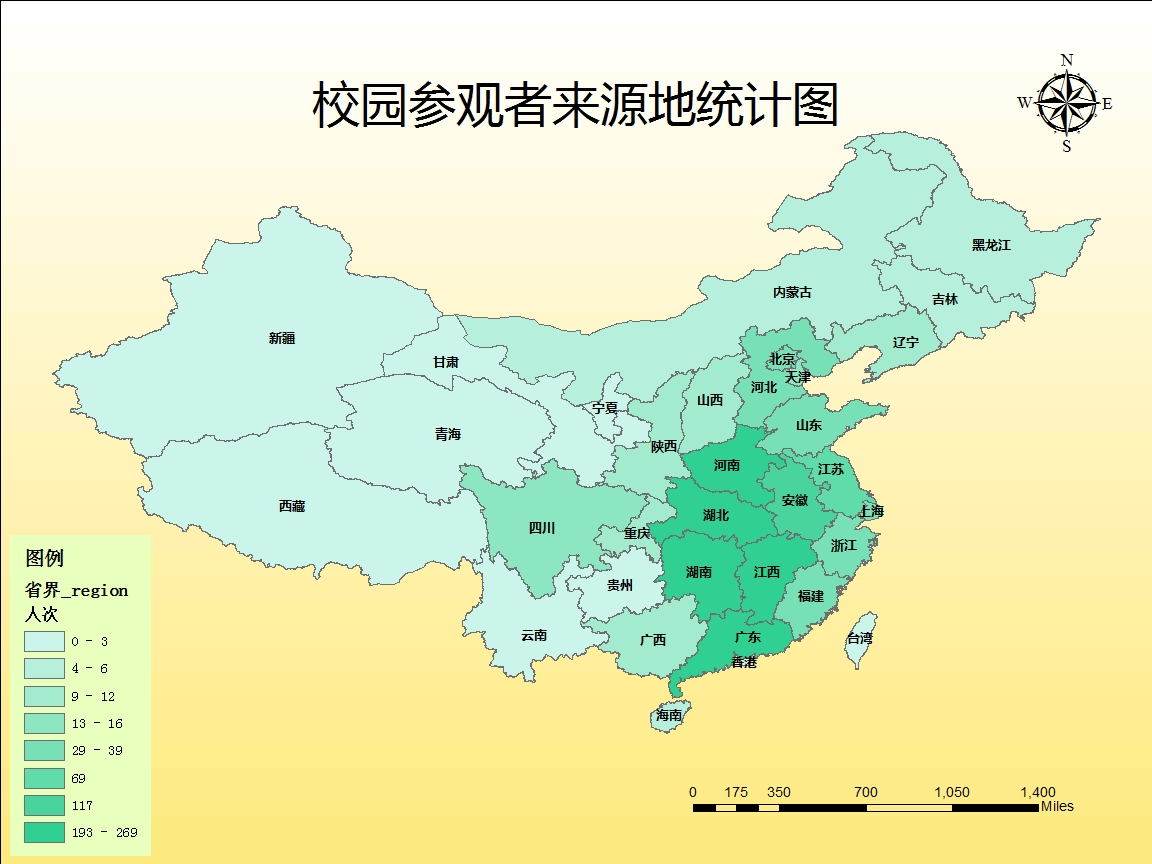 校园参观者来源地统计图
N
W
E
S
黑龙江
内蒙古
吉林
新疆
辽宁
甘肃
北京
天津
河北
宁夏
山西
山东
青海
陕西
河南
江苏
西藏
安徽
上海
湖北
四川
重庆
浙江
湖南
江西
贵州
福建
云南
广西
广东
台湾
香港
海南
图例
省界_region
人次
0 - 3
4 - 6
9 - 12
13 - 16
29 - 39
69
117
193 - 269
0 175 350 700 1,050 1,400
Miles